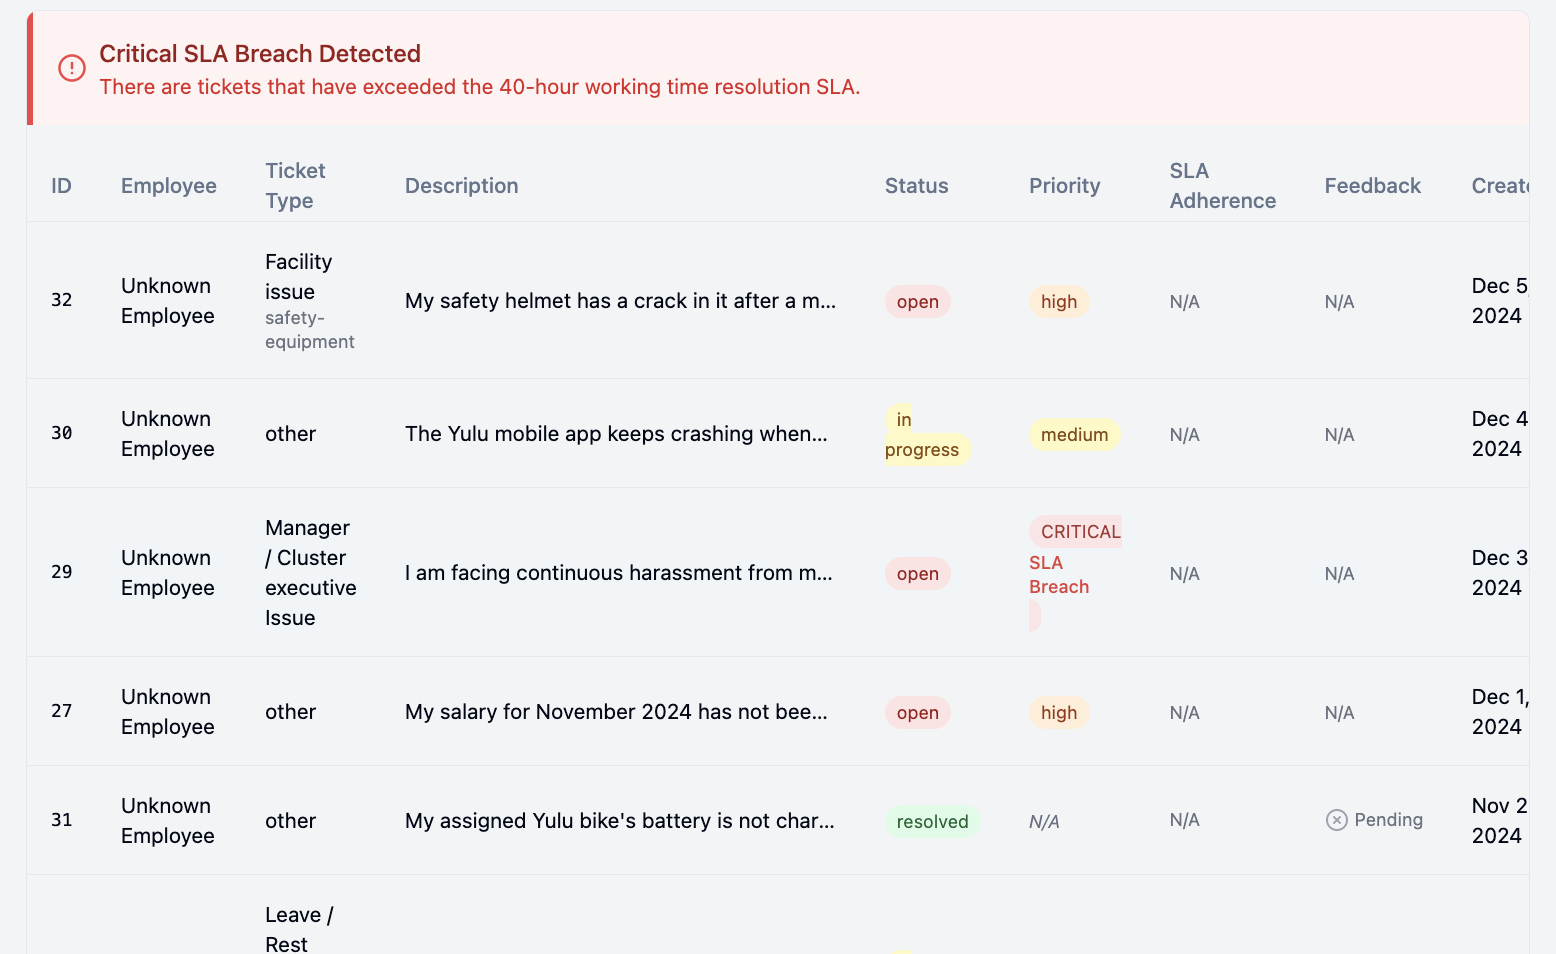 Critical SLA Breach Detected
There are tickets that have exceeded the 40-hour working time resolution SLA.
ID Employee Ticket Type Description Status Priority SLA Adherence Feedback Create
32 Unknown Employee Facility issue safety-equipment My safety helmet has a crack in it after a m... open high N/A N/A Dec 5, 2024
30 Unknown Employee other The Yulu mobile app keeps crashing when... in progress medium N/A N/A Dec 4 2024
29 Unknown Employee Manager / Cluster executive Issue I am facing continuous harassment from m... open CRITICAL SLA Breach N/A N/A Dec 3 2024
27 Unknown Employee other My salary for November 2024 has not bee... open high N/A N/A Dec 1, 2024
31 Unknown Employee other My assigned Yulu bike's battery is not char... resolved N/A N/A Pending Nov 2 2024
Leave / Rest